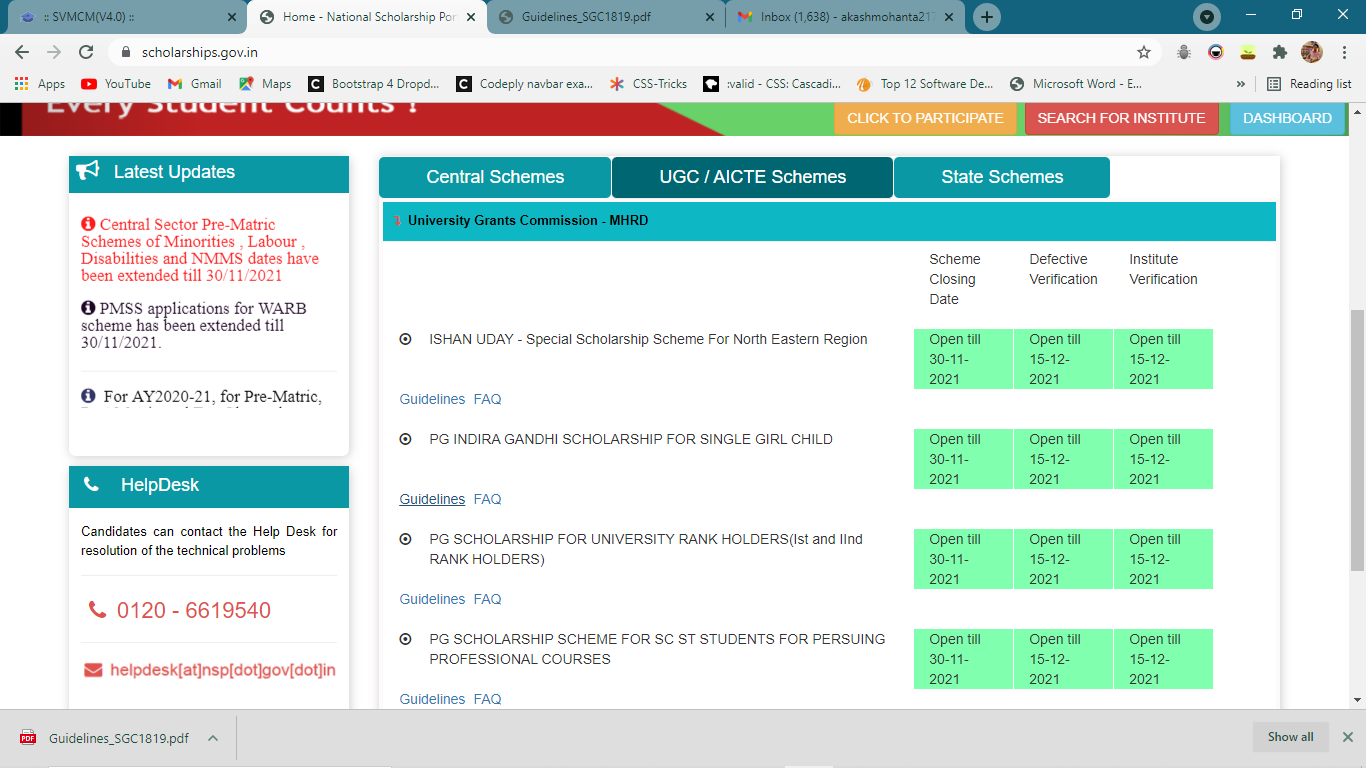 :: SVMCM(V4.0) ::
Home - National Scholarship Por
Guidelines_SGC1819.pdf
Inbox (1,638) - akashmohanta217
scholarships.gov.in
Apps
YouTube
Gmail
Maps
Bootstrap 4 Dropd...
Codeply navbar exa...
CSS-Tricks
:valid - CSS: Cascadi...
Top 12 Software De...
Microsoft Word - E...
»
Reading list
Every Student Counts !
CLICK TO PARTICIPATE
SEARCH FOR INSTITUTE
DASHBOARD
Latest Updates
Central Sector Pre-Matric
Schemes of Minorities , Labour ,
Disabilities and NMMS dates have
been extended till 30/11/2021
PMSS applications for WARB
scheme has been extended till
30/11/2021.
For AY2020-21, for Pre-Matric,
HelpDesk
Candidates can contact the Help Desk for
resolution of the technical problems
0120 - 6619540
helpdesk[at]nsp[dot]gov[dot]in
Central Schemes
UGC / AICTE Schemes
State Schemes
University Grants Commission - MHRD
Scheme Closing Date
Defective Verification
Institute Verification
ISHAN UDAY - Special Scholarship Scheme For North Eastern Region
Open till 30-11-2021
Open till 15-12-2021
Open till 15-12-2021
Guidelines FAQ
PG INDIRA GANDHI SCHOLARSHIP FOR SINGLE GIRL CHILD
Open till 30-11-2021
Open till 15-12-2021
Open till 15-12-2021
Guidelines FAQ
PG SCHOLARSHIP FOR UNIVERSITY RANK HOLDERS(Ist and IInd
RANK HOLDERS)
Open till 30-11-2021
Open till 15-12-2021
Open till 15-12-2021
Guidelines FAQ
PG SCHOLARSHIP SCHEME FOR SC ST STUDENTS FOR PERSUING
PROFESSIONAL COURSES
Open till 30-11-2021
Open till 15-12-2021
Open till 15-12-2021
Guidelines FAQ
PDF
Guidelines_SGC1819.pdf
Show all